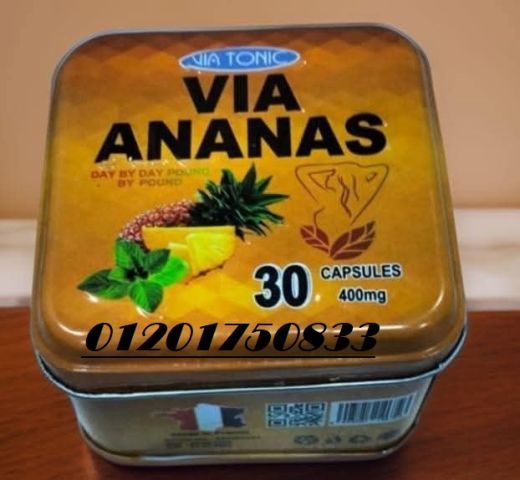 VIA TONIC
VIA
ANANAS
DAY BY DAY POUND
BY POUND
30 CAPSULES
400mg
01201750833